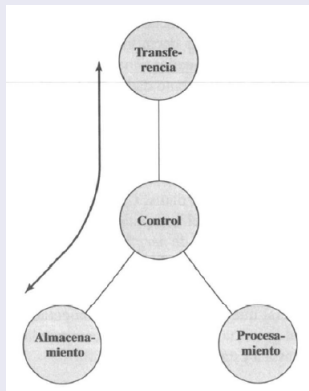 Transfe-
rencia
Control
Almacena-
miento
Procesa-
miento